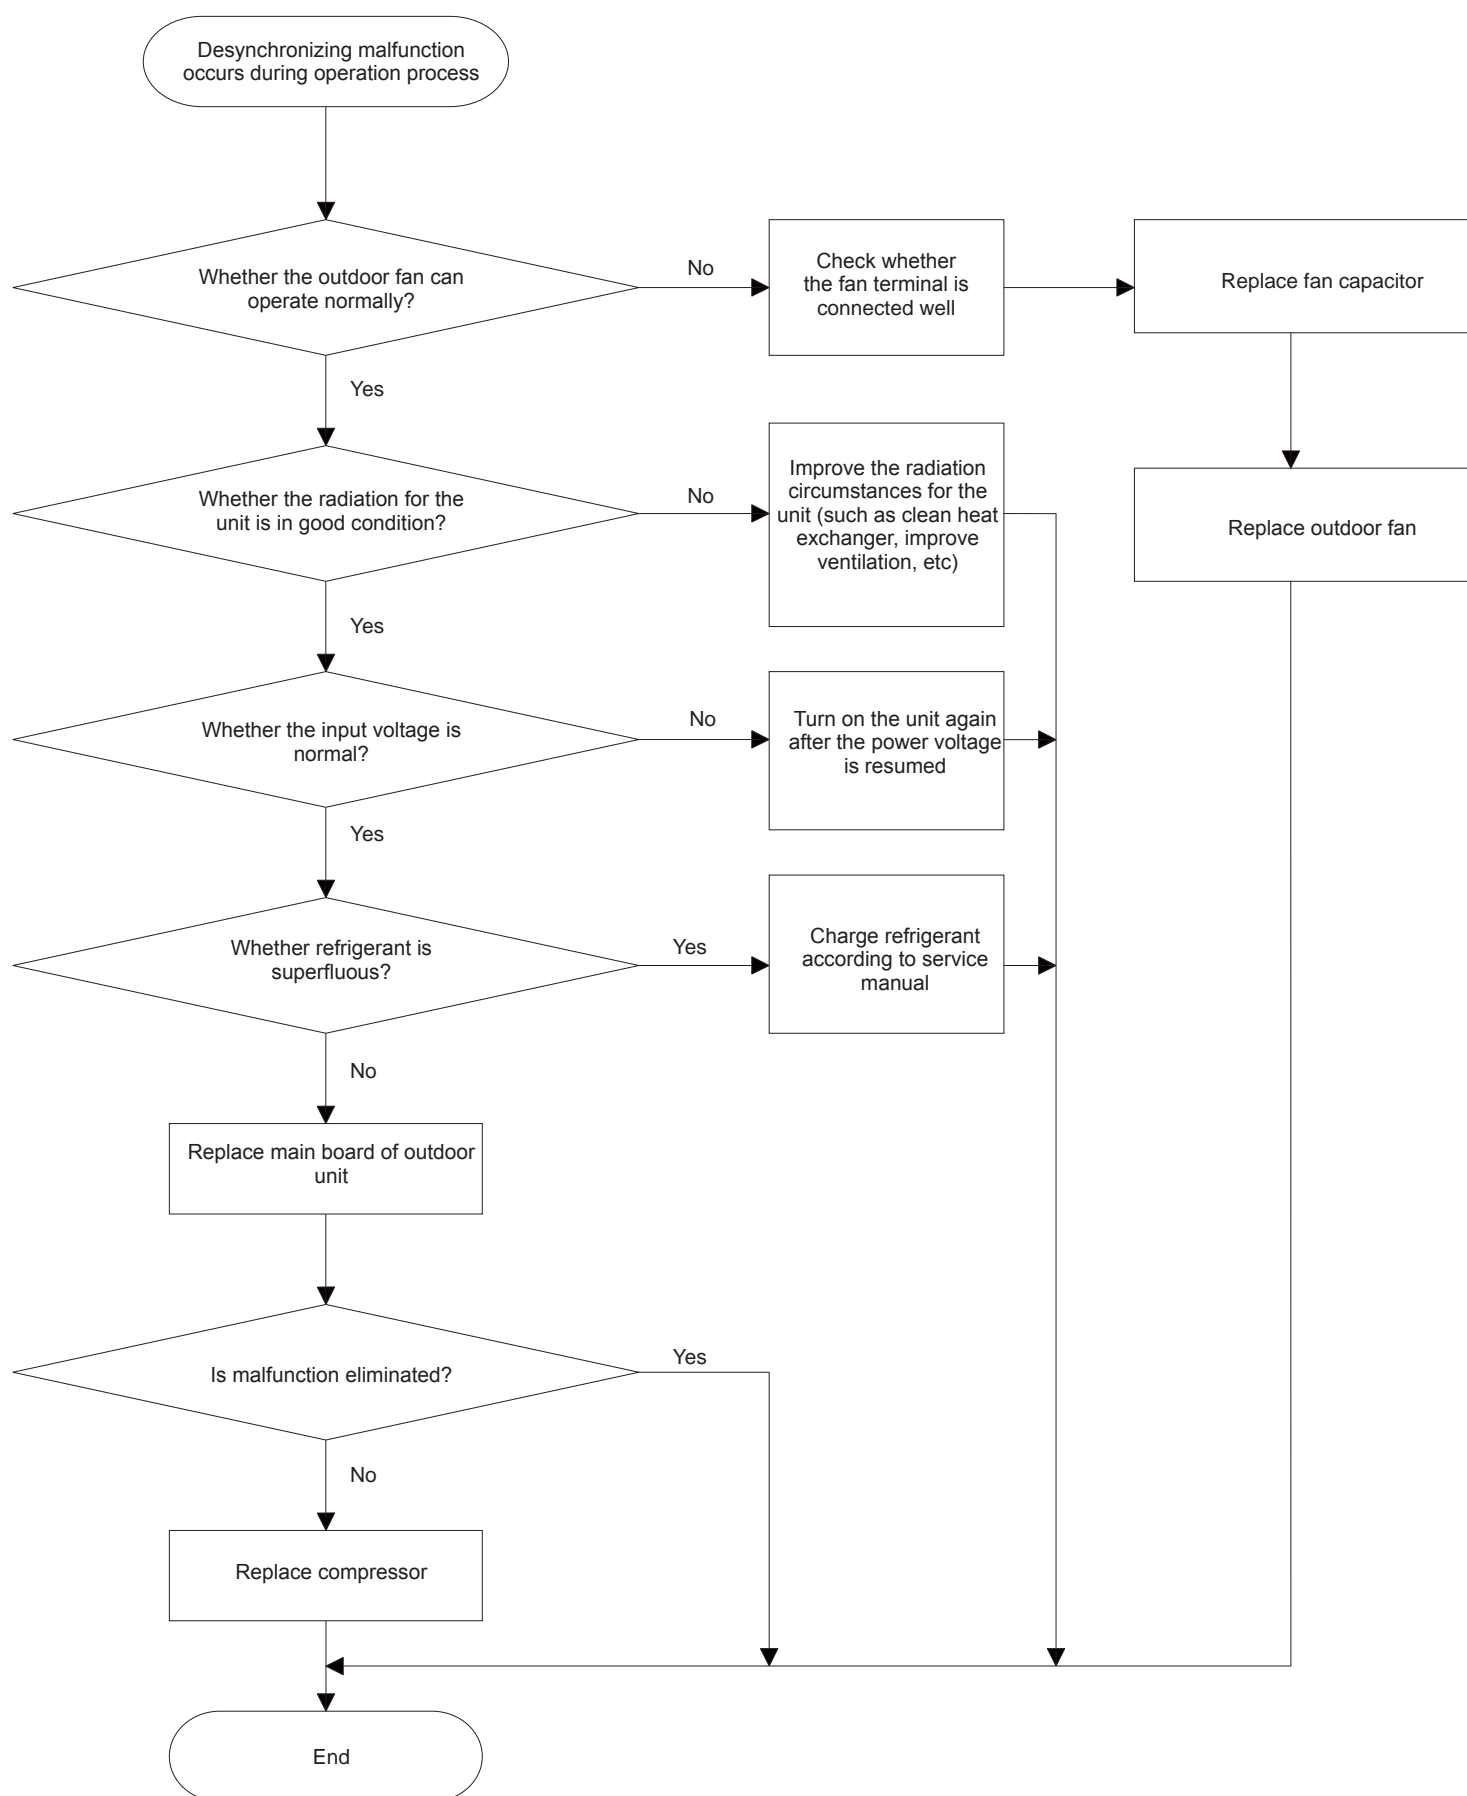 Desynchronizing malfunction
occurs during operation process
Whether the outdoor fan can
operate normally?
No
Check whether
the fan terminal is
connected well
Replace fan capacitor
Yes
Whether the radiation for the
unit is in good condition?
No
Improve the radiation
circumstances for the
unit (such as clean heat
exchanger, improve
ventilation, etc)
Replace outdoor fan
Yes
Whether the input voltage is
normal?
No
Turn on the unit again
after the power voltage
is resumed
Yes
Whether refrigerant is
superfluous?
Yes
Charge refrigerant
according to service
manual
No
Replace main board of outdoor
unit
Is malfunction eliminated?
Yes
No
Replace compressor
End